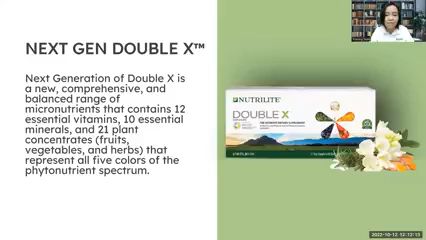 NEXT GEN DOUBLE X™
Next Generation of Double X is
a new, comprehensive, and
balanced range of
micronutrients that contains 12
essential vitamins, 10 essential
minerals, and 21 plant
concentrates (fruits,
vegetables, and herbs) that
represent all five colors of the
phytonutrient spectrum.
NUTRILITE
DOUBLE X
2022-10-12 13:13:15